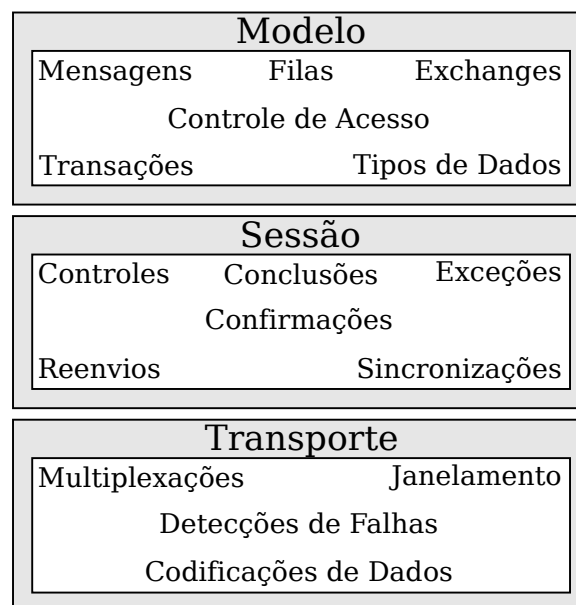 Modelo
Mensagens Filas Exchanges
Controle de Acesso
Transações Tipos de Dados
Sessão
Controles Conclusões Exceções
Confirmações
Reenvios Sincronizações
Transporte
Multiplexações Janelamento
Detecções de Falhas
Codificações de Dados